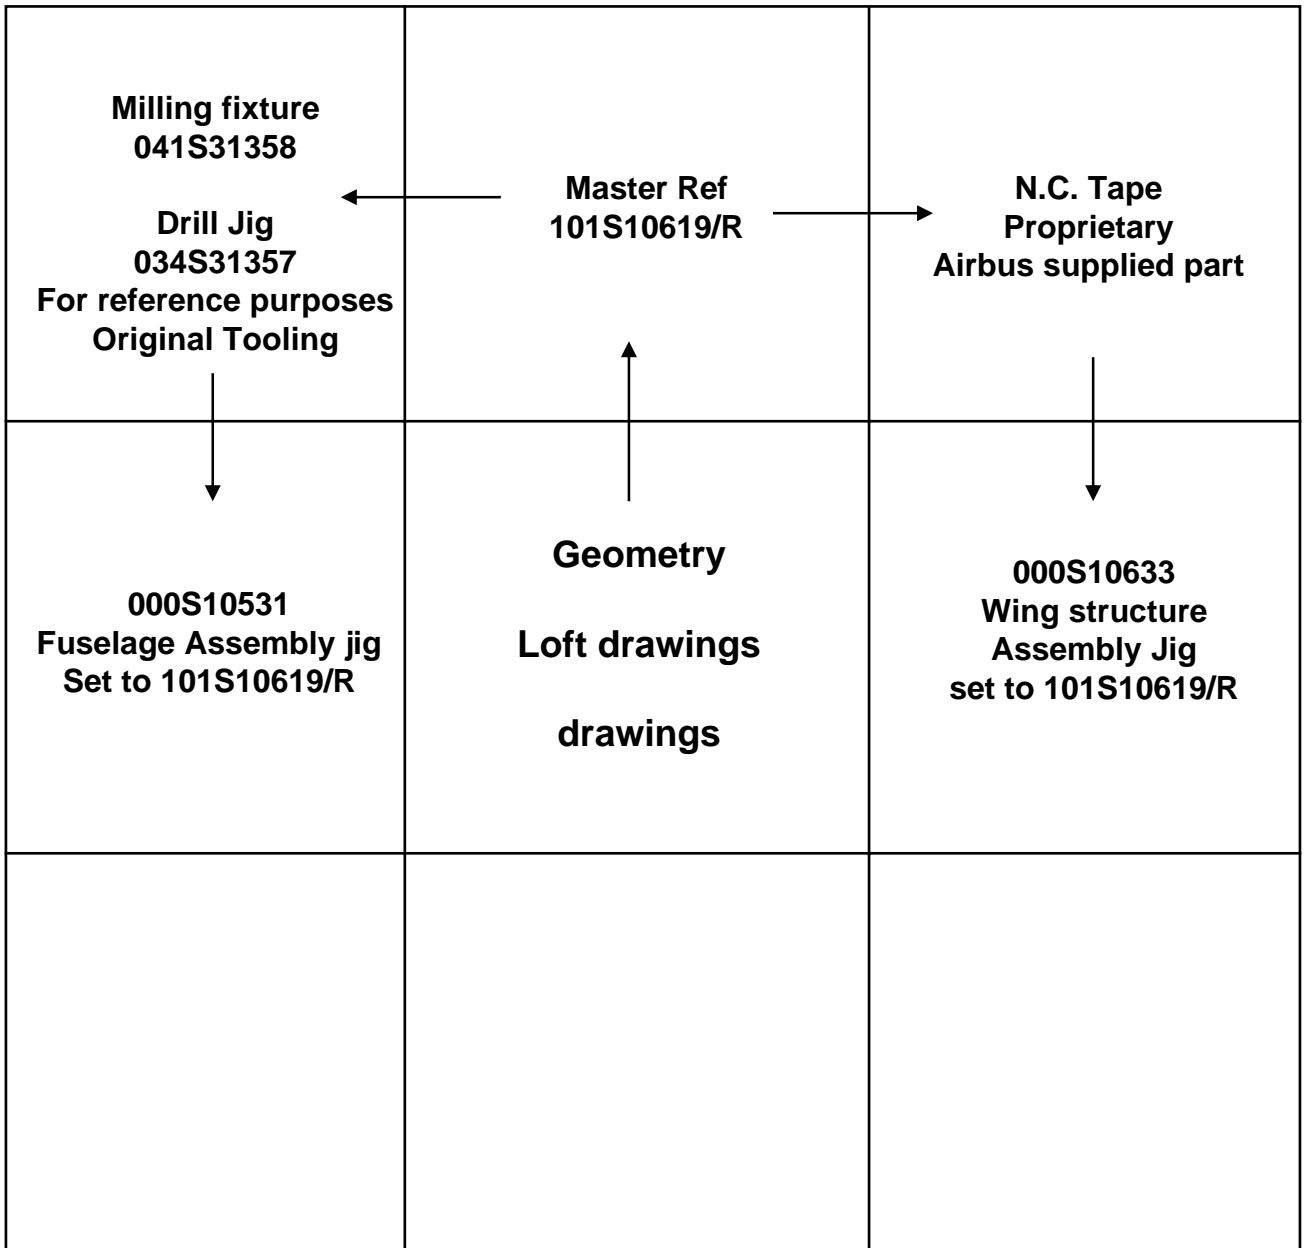 Milling fixture
041S31358
Drill Jig
034S31357
For reference purposes
Original Tooling
Master Ref
101S10619/R
N.C. Tape
Proprietary
Airbus supplied part
000S10531
Fuselage Assembly jig
Set to 101S10619/R
Geometry
Loft drawings
drawings
000S10633
Wing structure
Assembly Jig
set to 101S10619/R